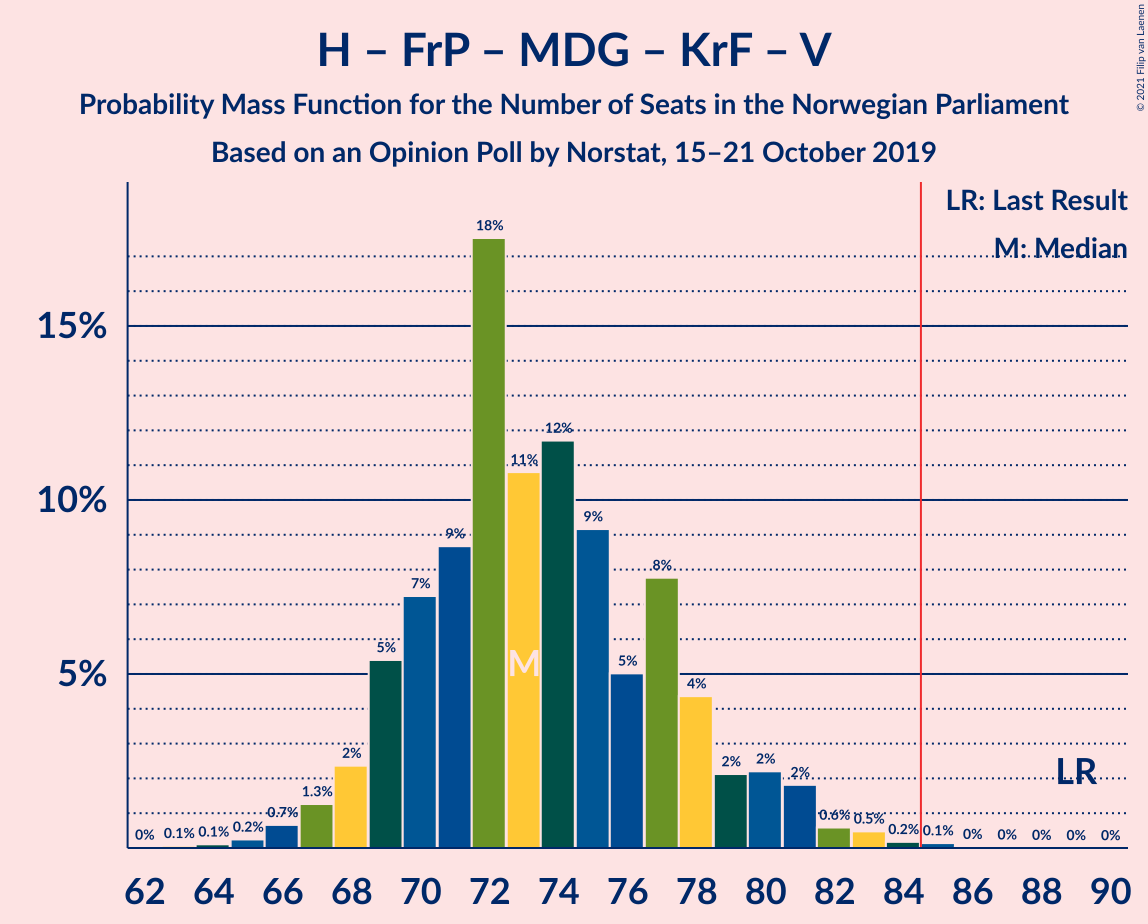 H – FrP – MDG – KrF – V
Probability Mass Function for the Number of Seats in the Norwegian Parliament
Based on an Opinion Poll by Norstat, 15–21 October 2019
© 2021 Filip van Laenen
LR: Last Result
M: Median
15%
10%
5%
0% 0.1% 0.1% 0.2% 0.7% 1.3% 2% 5% 7% 9% 18% 11% 12% 9% 5% 8% 4% 2% 2% 2% 0.6% 0.5% 0.2% 0.1% 0% 0% 0% 0% 0%
M
LR
62 64 66 68 70 72 74 76 78 80 82 84 86 88 90